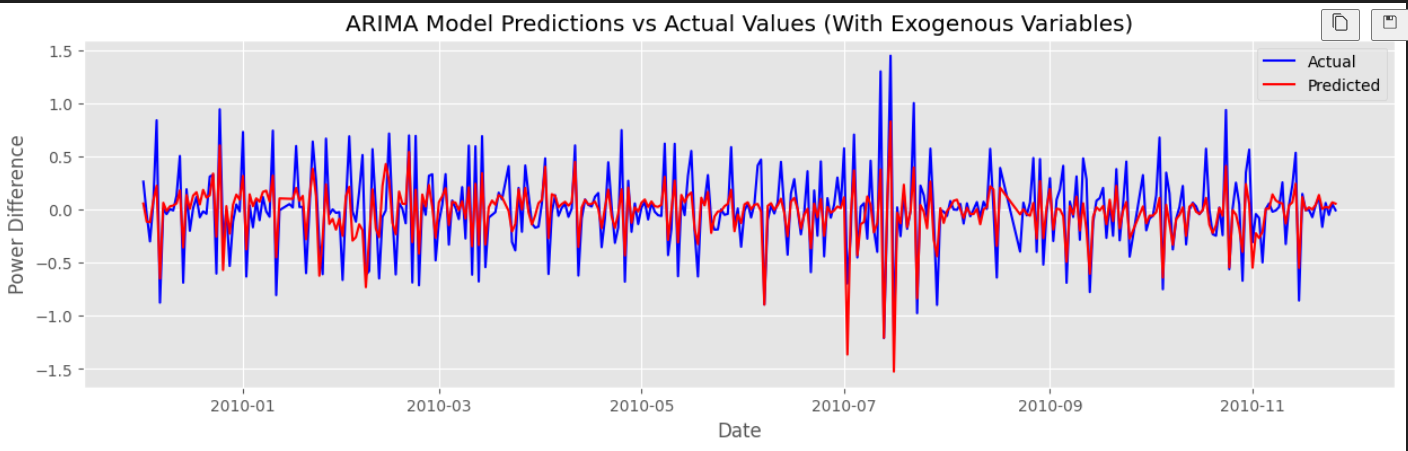 ARIMA Model Predictions vs Actual Values (With Exogenous Variables)
Actual
Predicted
Power Difference
1.5
1.0
0.5
0.0
−0.5
−1.0
−1.5
2010-01
2010-03
2010-05
2010-07
2010-09
2010-11
Date